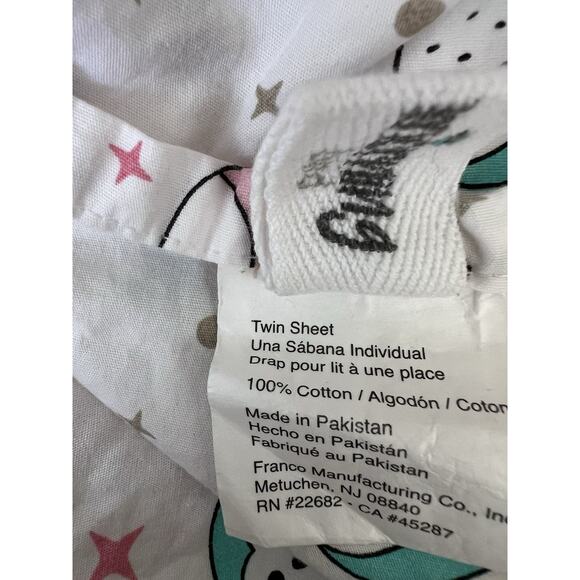 Twin Sheet
Una Sábana Individual
Drap pour lit à une place
100% Cotton / Algodón / Coton
Made in Pakistan
Hecho en Pakistán
Fabriqué au Pakistan
Franco Manufacturing Co., Inc
Metuchen, NJ 08840
RN #22682 - CA #45287